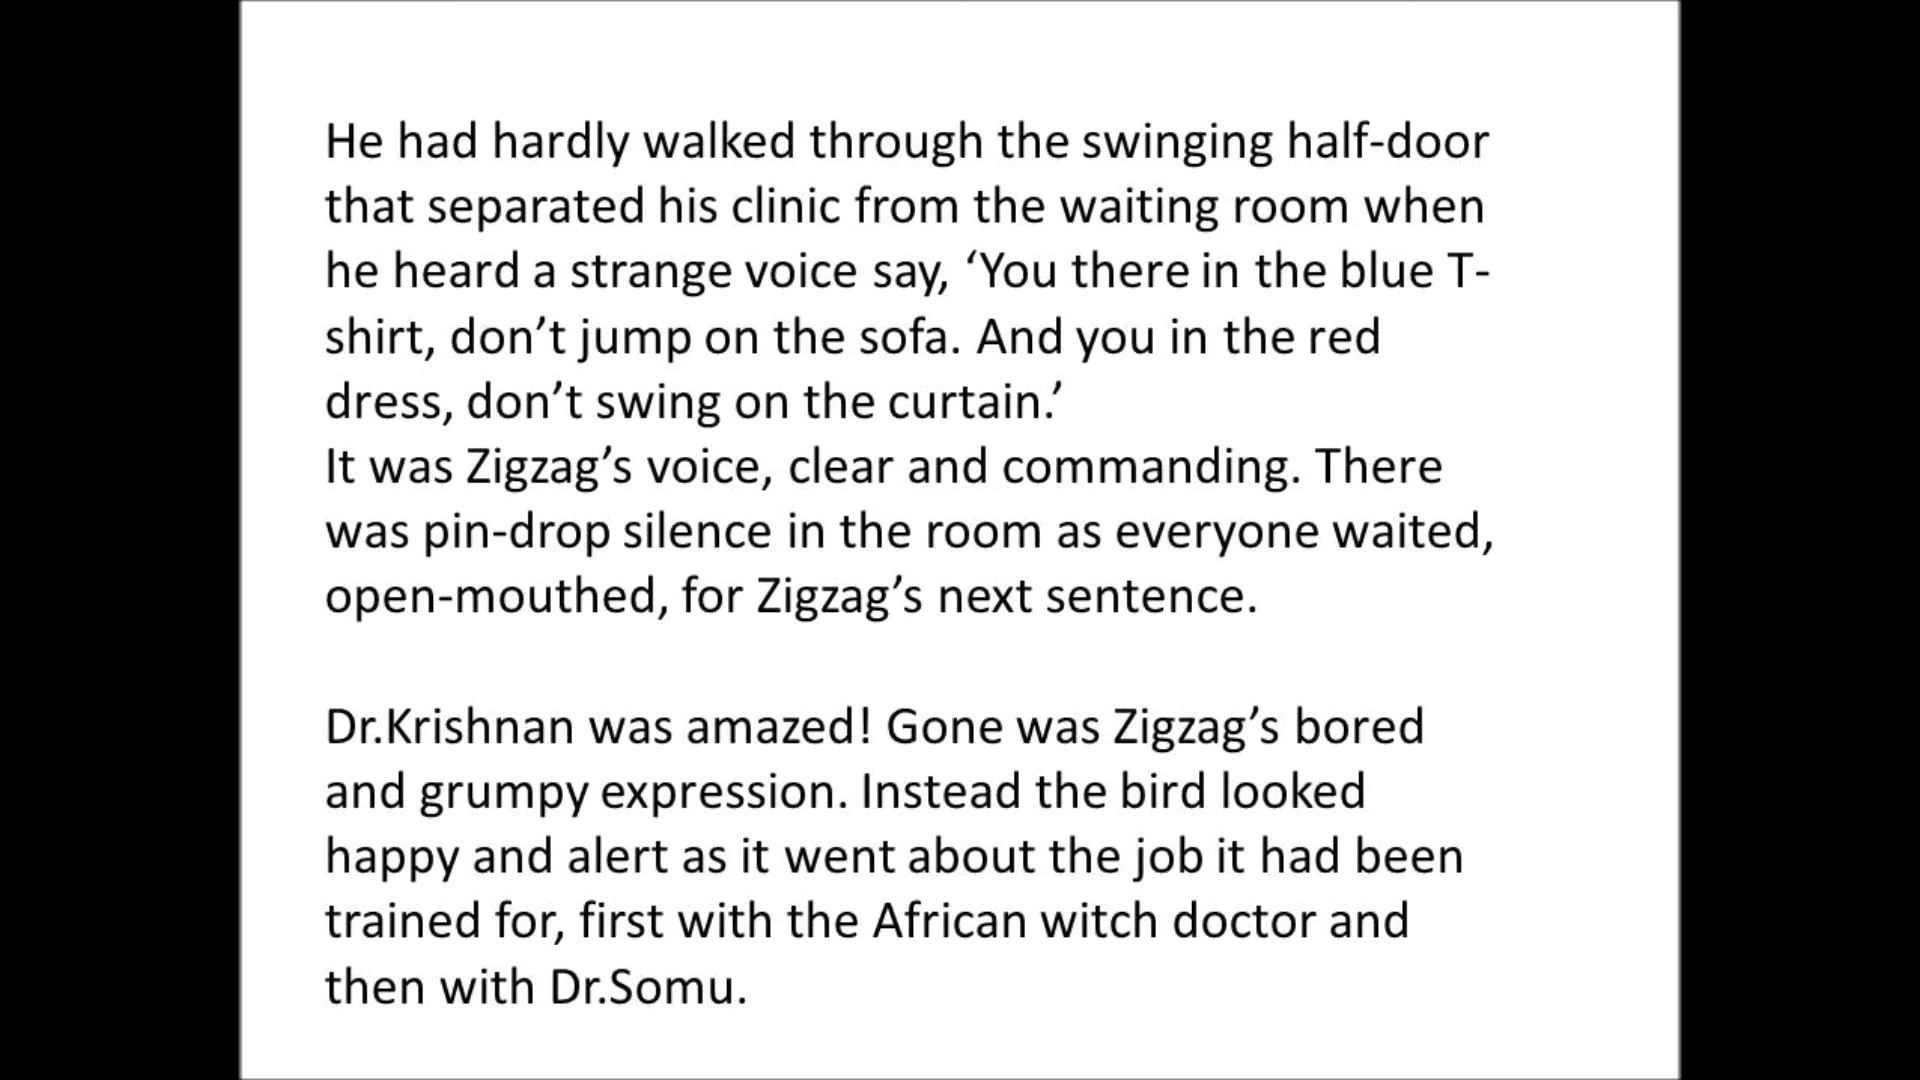 He had hardly walked through the swinging half-door
that separated his clinic from the waiting room when
he heard a strange voice say, ‘You there in the blue T-
shirt, don’t jump on the sofa. And you in the red
dress, don’t swing on the curtain.’
It was Zigzag’s voice, clear and commanding. There
was pin-drop silence in the room as everyone waited,
open-mouthed, for Zigzag’s next sentence.
Dr.Krishnan was amazed! Gone was Zigzag’s bored
and grumpy expression. Instead the bird looked
happy and alert as it went about the job it had been
trained for, first with the African witch doctor and
then with Dr.Somu.